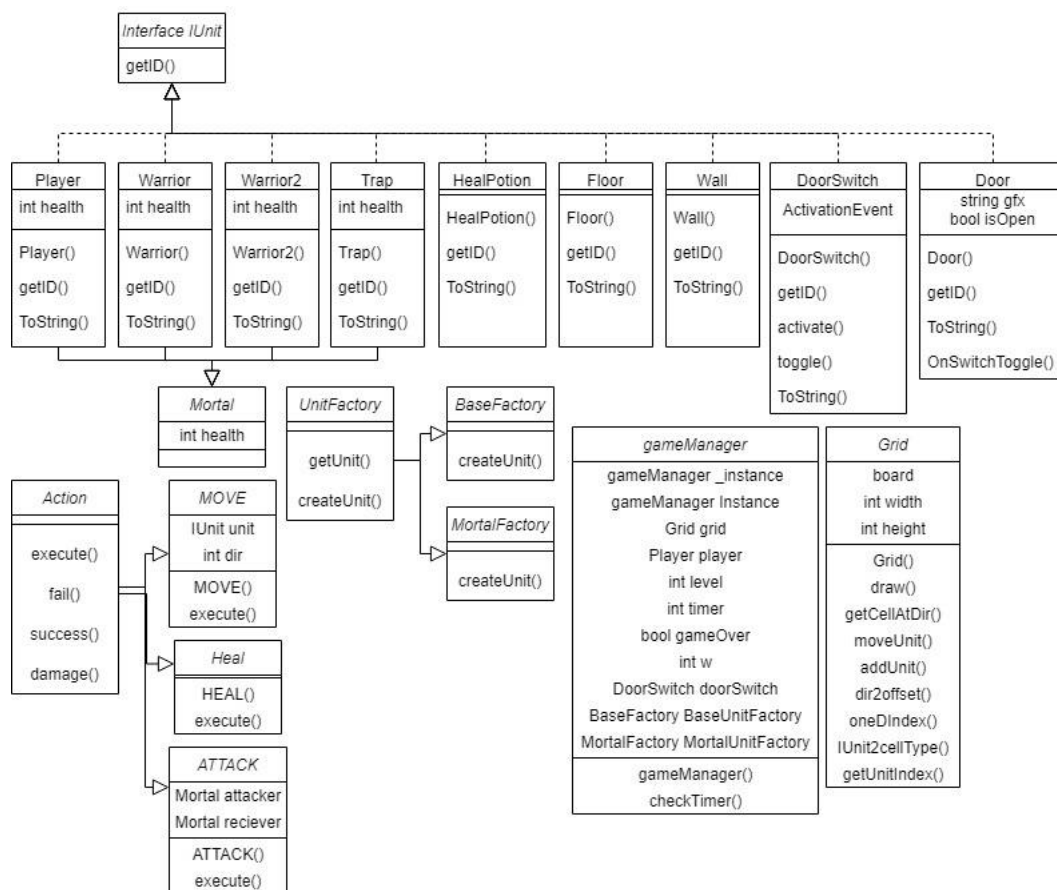 Interface IUnit
getID()
Player
int health
Player()
getID()
ToString()
Warrior
int health
Warrior()
getID()
ToString()
Warrior2
int health
Warrior2()
getID()
ToString()
Trap
int health
Trap()
getID()
ToString()
HealPotion
HealPotion()
getID()
ToString()
Floor
Floor()
getID()
ToString()
Wall
Wall()
getID()
ToString()
DoorSwitch
ActivationEvent
DoorSwitch()
getID()
activate()
toggle()
ToString()
Door
string gfx
bool isOpen
Door()
getID()
ToString()
OnSwitchToggle()
Mortal
int health
UnitFactory
getUnit()
createUnit()
BaseFactory
createUnit()
MortalFactory
createUnit()
Action
execute()
fail()
success()
damage()
MOVE
IUnit unit
int dir
MOVE()
execute()
Heal
HEAL()
execute()
ATTACK
Mortal attacker
Mortal reciever
ATTACK()
execute()
gameManager
gameManager _instance
gameManager Instance
Grid grid
Player player
int level
int timer
bool gameOver
int w
DoorSwitch doorSwitch
BaseFactory BaseUnitFactory
MortalFactory MortalUnitFactory
gameManager()
checkTimer()
Grid
board
int width
int height
Grid()
draw()
getCellAtDir()
moveUnit()
addUnit()
dir2offset()
oneDIndex()
IUnit2cellType()
getUnitIndex()